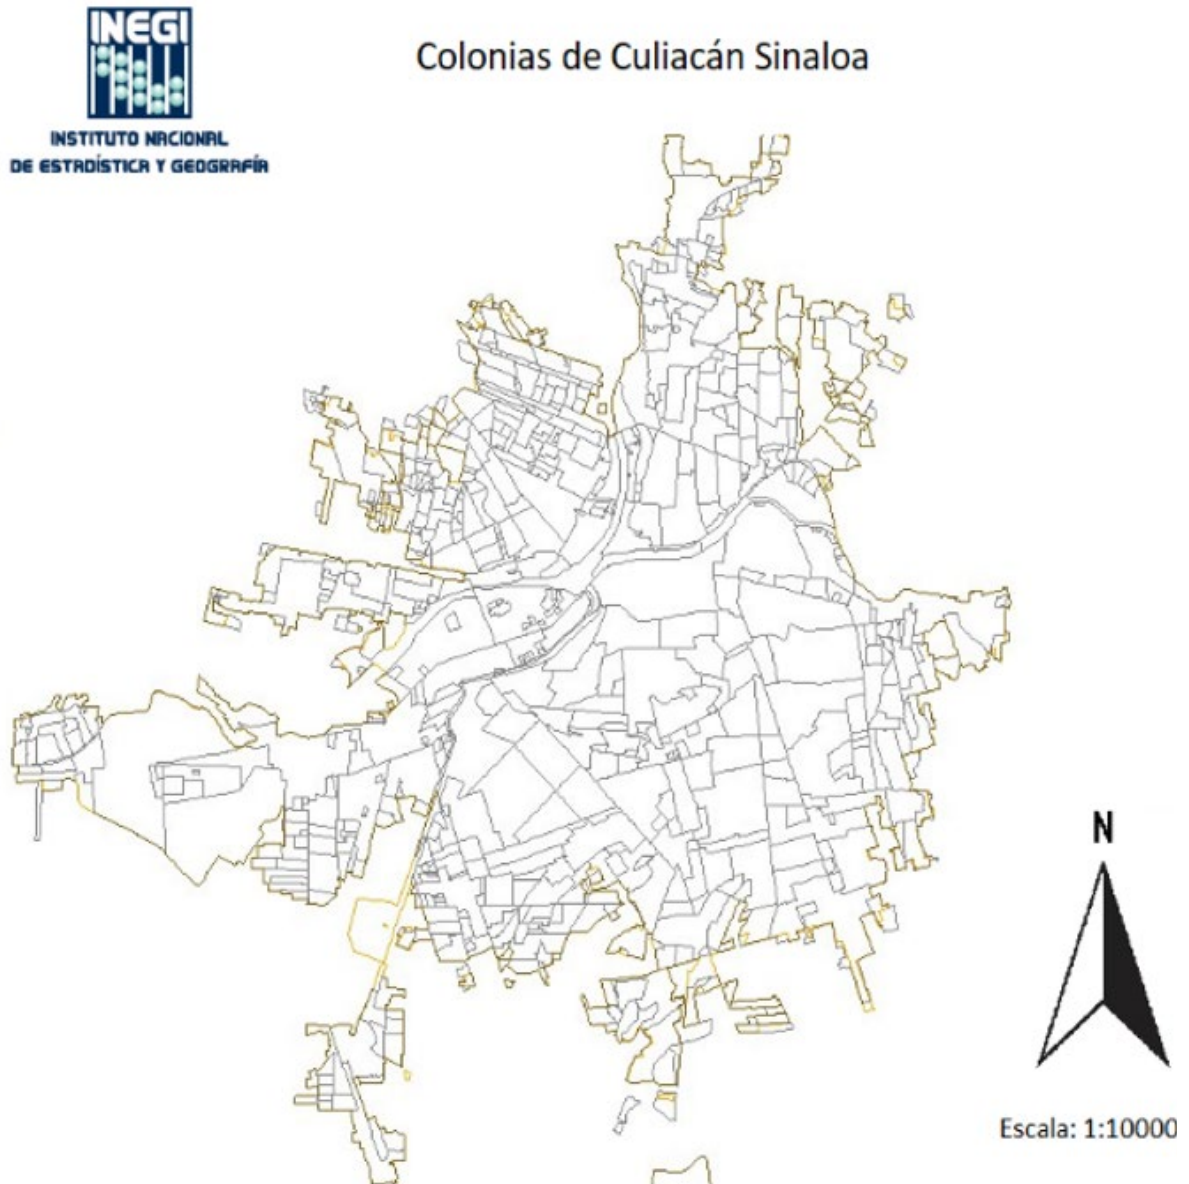 INEGI
INSTITUTO NACIONAL
DE ESTADÍSTICA Y GEOGRAFÍA
Colonias de Culiacán Sinaloa
N
Escala: 1:10000